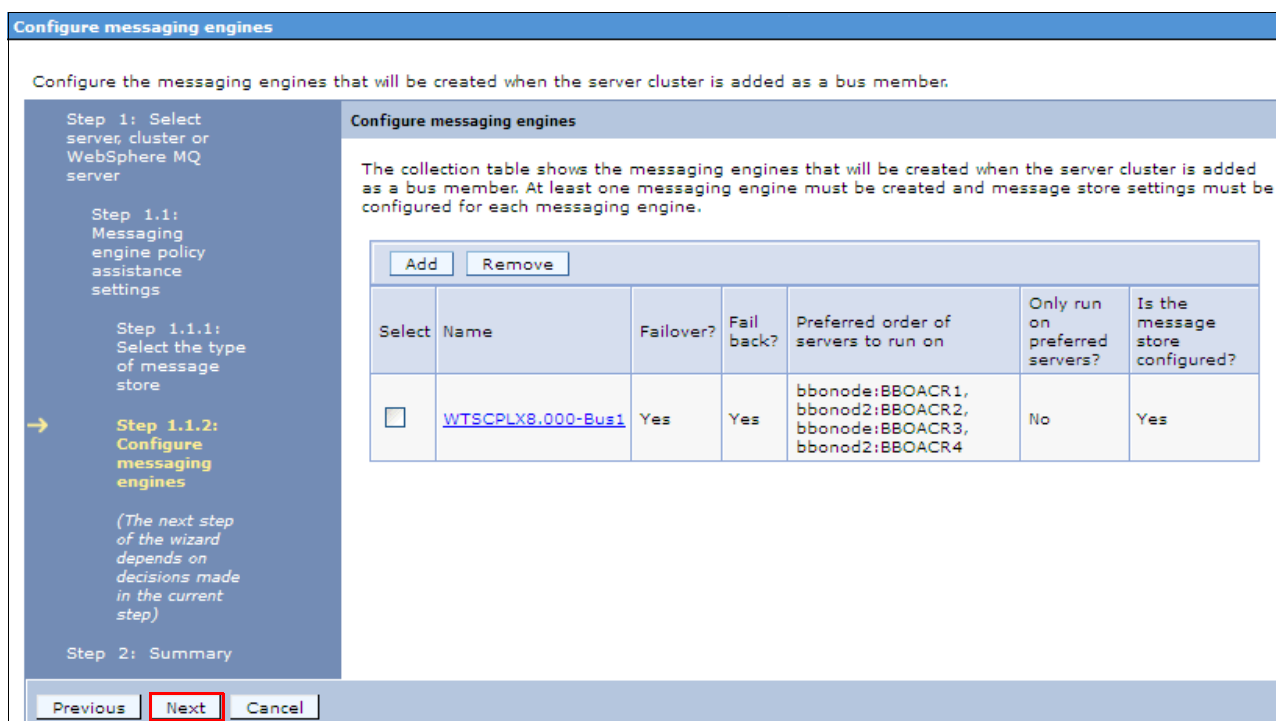 Configure messaging engines
Configure the messaging engines that will be created when the server cluster is added as a bus member.
Step 1: Select
server, cluster or
WebSphere MQ
server
Step 1.1:
Messaging
engine policy
assistance
settings
Step 1.1.1:
Select the type
of message
store
Step 1.1.2:
Configure
messaging
engines
(The next step
of the wizard
depends on
decisions made
in the current
step)
Step 2: Summary
Configure messaging engines
The collection table shows the messaging engines that will be created when the server cluster is added
as a bus member. At least one messaging engine must be created and message store settings must be
configured for each messaging engine.
Add Remove
Select
Name
Failover?
Fail
back?
Preferred order of
servers to run on
Only run
on
preferred
servers?
Is the
message
store
configured?
WTSCPLX8.000-Bus1
Yes
Yes
bbonode:BBOACR1,
bbonod2:BBOACR2,
bbonode:BBOACR3,
bbonod2:BBOACR4
No
Yes
Previous Next Cancel